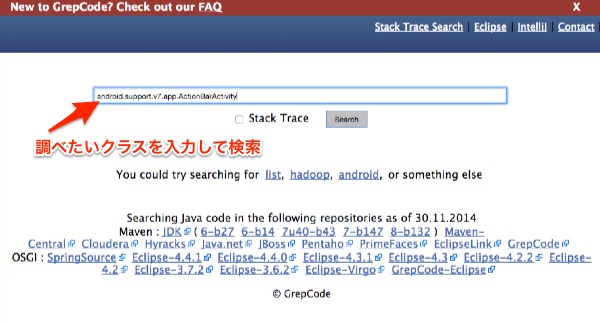 New to GrepCode? Check out our FAQ X
Stack Trace Search | Eclipse | IntelliJ | Contact
android.support.v7.app.ActionBarActivity
Stack Trace Search
調べたいクラスを入力して検索
You could try searching for list, hadoop, android, or something else
Searching Java code in the following repositories as of 30.11.2014
Maven : JDK ( 6-b27 6-b14 7u40-b43 7-b147 8-b132 ) Maven-
Central Cloudera Hyracks Java.net JBoss Pentaho PrimeFaces EclipseLink GrepCode
OSGI : SpringSource Eclipse-4.4.1 Eclipse-4.4.0 Eclipse-4.3.1 Eclipse-4.3 Eclipse-4.2.2 Eclipse-
4.2 Eclipse-3.7.2 Eclipse-3.6.2 Eclipse-Virgo GrepCode-Eclipse
© GrepCode